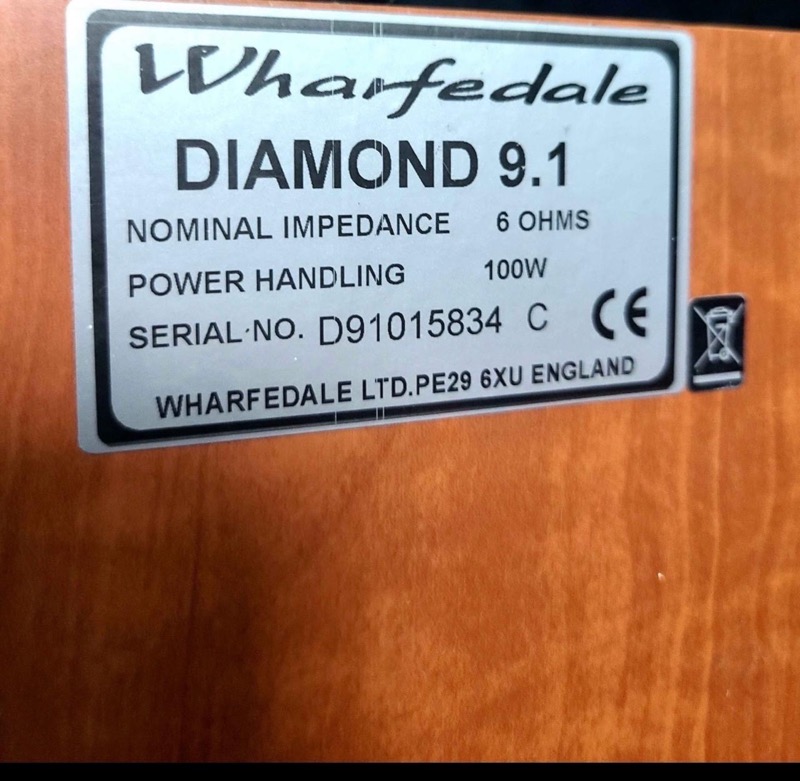 Wharfedale
DIAMOND 9.1
NOMINAL IMPEDANCE 6 OHMS
POWER HANDLING 100W
SERIAL NO. D91015834 C CE
WHARFEDALE LTD.PE29 6XU ENGLAND